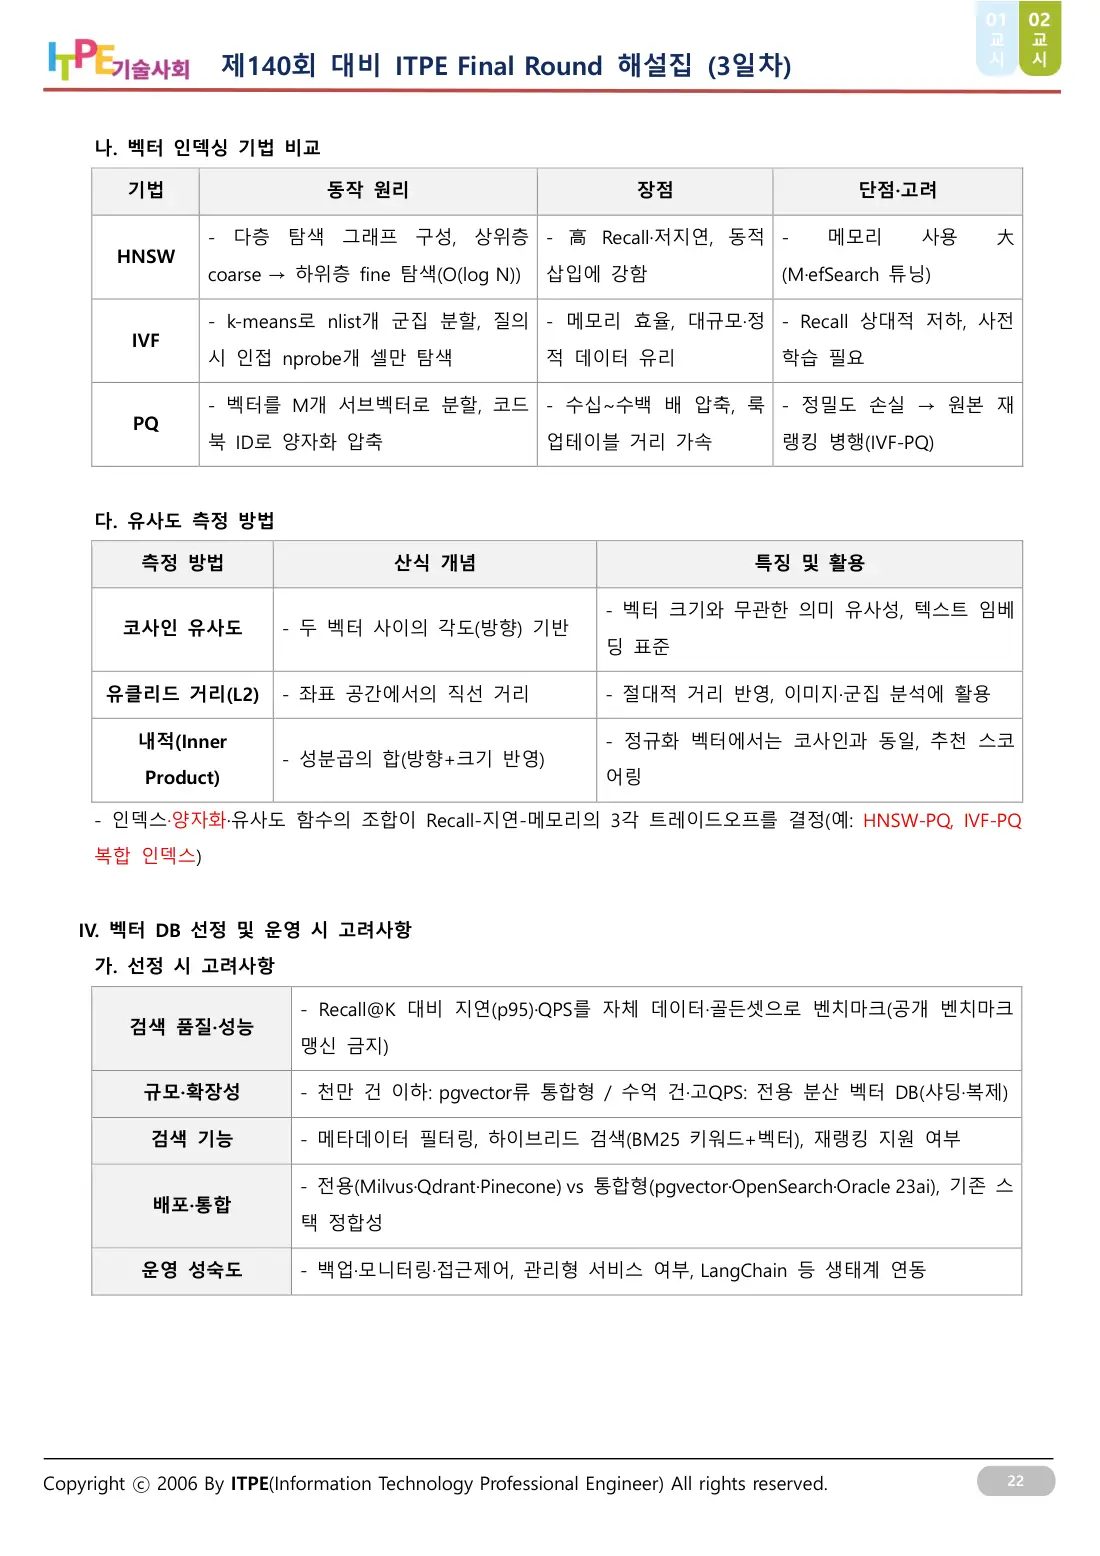 01
교
시
02
교
시
ITPE기술사회 제140회 대비 ITPE Final Round 해설집 (3일차)
나. 벡터 인덱싱 기법 비교
기법 동작 원리 장점 단점·고려
HNSW
- 다층 탐색 그래프 구성, 상위층
coarse → 하위층 fine 탐색(O(log N))
- 高 Recall·저지연, 동적
삽입에 강함
- 메모리 사용 大
(M·efSearch 튜닝)
IVF
- k-means로 nlist개 군집 분할, 질의
시 인접 nprobe개 셀만 탐색
- 메모리 효율, 대규모·정
적 데이터 유리
- Recall 상대적 저하, 사전
학습 필요
PQ
- 벡터를 M개 서브벡터로 분할, 코드
북 ID로 양자화 압축
- 수십~수백 배 압축, 룩
업테이블 거리 가속
- 정밀도 손실 → 원본 재
랭킹 병행(IVF-PQ)
다. 유사도 측정 방법
측정 방법 산식 개념 특징 및 활용
코사인 유사도
- 두 벡터 사이의 각도(방향) 기반
- 벡터 크기와 무관한 의미 유사성, 텍스트 임베
딩 표준
유클리드 거리(L2) - 좌표 공간에서의 직선 거리 - 절대적 거리 반영, 이미지·군집 분석에 활용
내적(Inner
Product)
- 성분곱의 합(방향+크기 반영)
- 정규화 벡터에서는 코사인과 동일, 추천 스코
어링
- 인덱스·양자화·유사도 함수의 조합이 Recall-지연-메모리의 3각 트레이드오프를 결정(예: HNSW-PQ, IVF-PQ
복합 인덱스)
IV. 벡터 DB 선정 및 운영 시 고려사항
가. 선정 시 고려사항
검색 품질·성능
- Recall@K 대비 지연(p95)·QPS를 자체 데이터·골든셋으로 벤치마크(공개 벤치마크
맹신 금지)
규모·확장성 - 천만 건 이하: pgvector류 통합형 / 수억 건·고QPS: 전용 분산 벡터 DB(샤딩·복제)
검색 기능 - 메타데이터 필터링, 하이브리드 검색(BM25 키워드+벡터), 재랭킹 지원 여부
배포·통합
- 전용(Milvus·Qdrant·Pinecone) vs 통합형(pgvector·OpenSearch·Oracle 23ai), 기존 스
택 정합성
운영 성숙도 - 백업·모니터링·접근제어, 관리형 서비스 여부, LangChain 등 생태계 연동
Copyright ⓒ 2006 By ITPE(Information Technology Professional Engineer) All rights reserved.
22